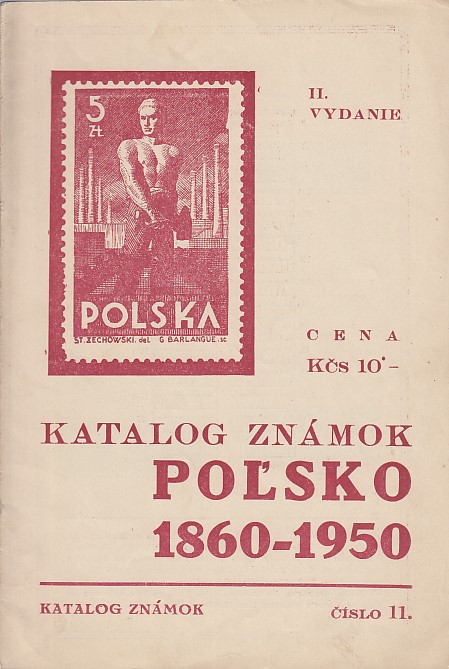 5
ZŁ
POLSKA
ST. ŻECHOWSKI. del G BARLANGUE. sc
II.
VYDANIE
CENA
KČS 10·–
KATALOG ZNÁMOK
POĽSKO
1860-1950
KATALOG ZNÁMOK
ČÍSLO 11.